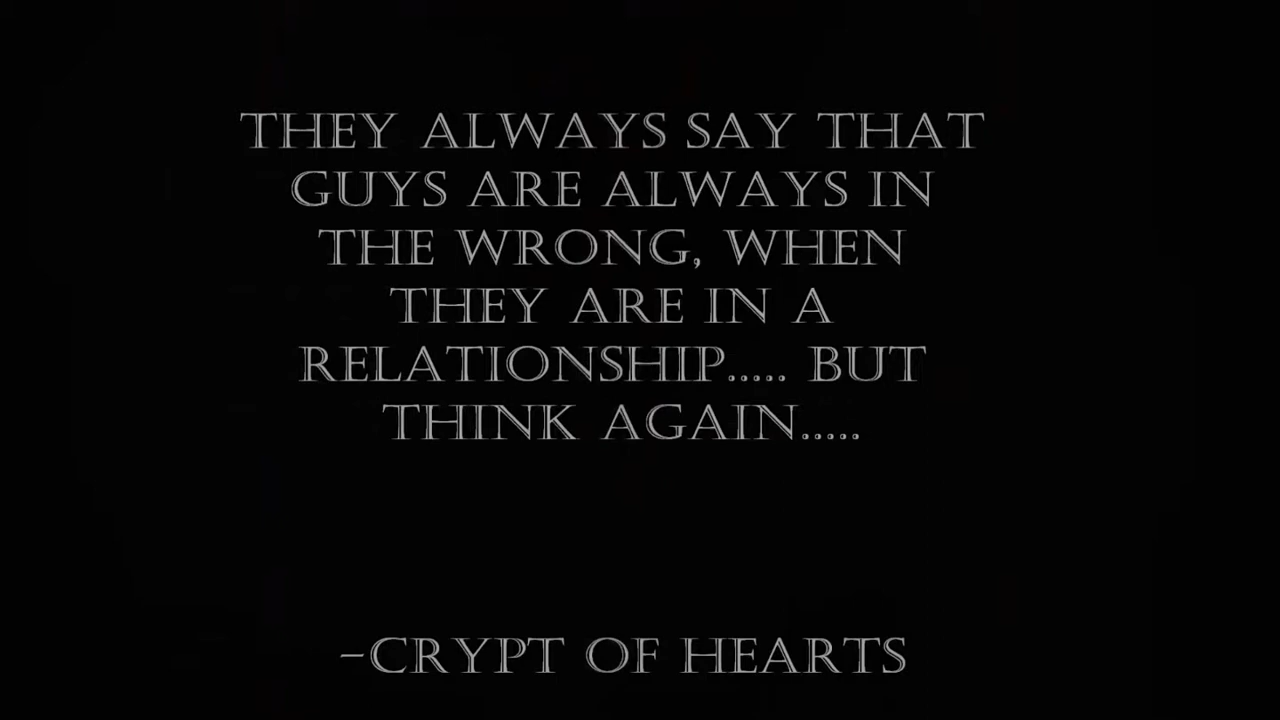 THEY ALWAYS SAY THAT
GUYS ARE ALWAYS IN
THE WRONG, WHEN
THEY ARE IN A
RELATIONSHIP..... BUT
THINK AGAIN.....
-CRYPT OF HEARTS